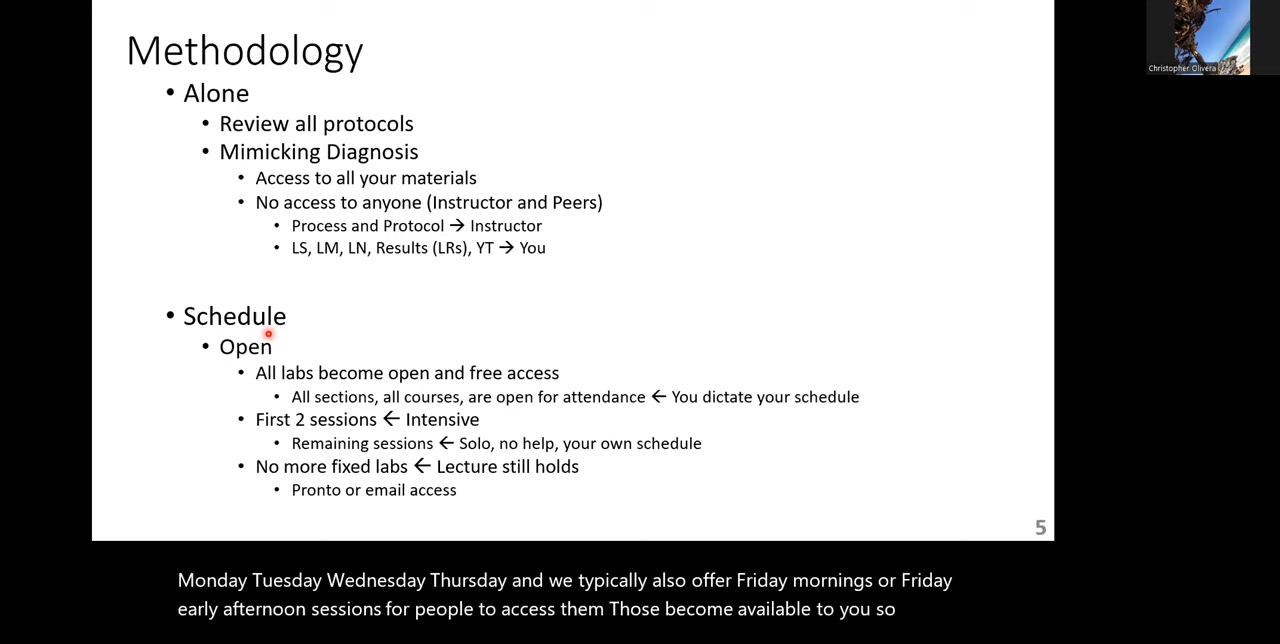 Methodology
• Alone
• Review all protocols
• Mimicking Diagnosis
• Access to all your materials
• No access to anyone (Instructor and Peers)
• Process and Protocol → Instructor
• LS, LM, LN, Results (LRs), YT → You
• Schedule
• Open
• All labs become open and free access
• All sections, all courses, are open for attendance ← You dictate your schedule
• First 2 sessions ← Intensive
• Remaining sessions ← Solo, no help, your own schedule
• No more fixed labs ← Lecture still holds
• Pronto or email access
5
Christopher Olivera
Monday Tuesday Wednesday Thursday and we typically also offer Friday mornings or Friday
early afternoon sessions for people to access them Those become available to you so